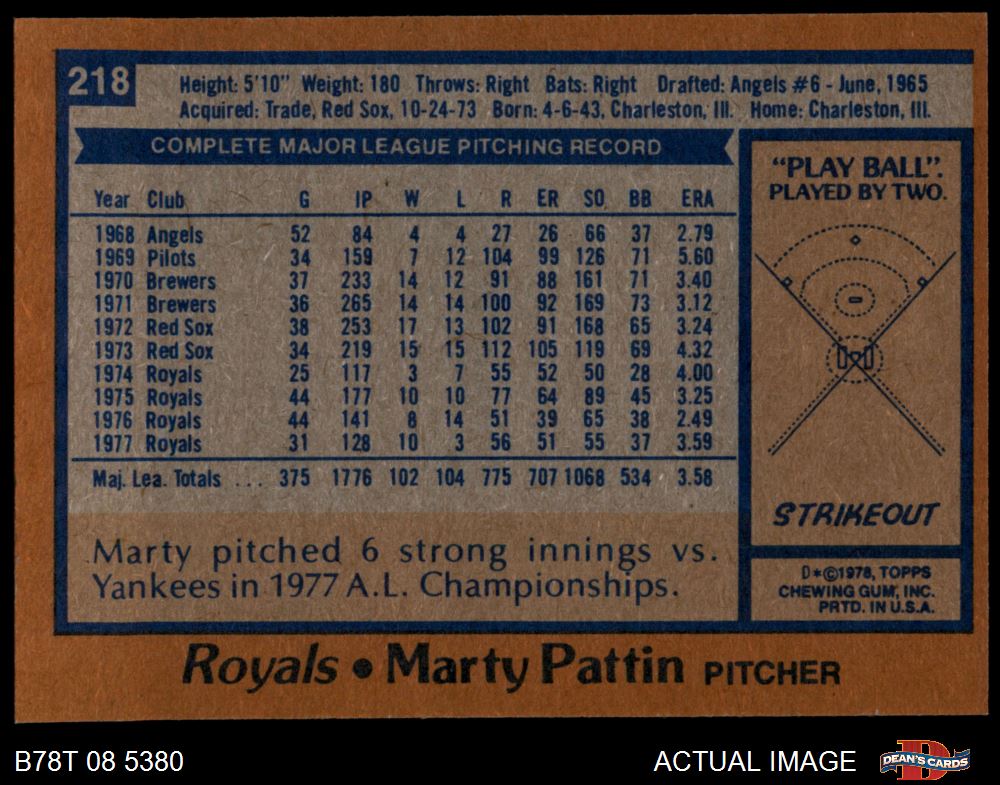 218
Height: 5'10" Weight: 180 Throws: Right Bats: Right Drafted: Angels #6 - June, 1965
Acquired: Trade, Red Sox, 10-24-73 Born: 4-6-43, Charleston, Ill. Home: Charleston, Ill.
COMPLETE MAJOR LEAGUE PITCHING RECORD
Year Club G IP W L R ER SO BB ERA
1968 Angels 52 84 4 4 27 26 66 37 2.79
1969 Pilots 34 159 7 12 104 99 126 71 5.60
1970 Brewers 37 233 14 12 91 88 161 71 3.40
1971 Brewers 36 265 14 14 100 92 169 73 3.12
1972 Red Sox 38 253 17 13 102 91 168 65 3.24
1973 Red Sox 34 219 15 15 112 105 119 69 4.32
1974 Royals 25 117 3 7 55 52 50 28 4.00
1975 Royals 44 177 10 10 77 64 89 45 3.25
1976 Royals 44 141 8 14 51 39 65 38 2.49
1977 Royals 31 128 10 3 56 51 55 37 3.59
Maj. Lea. Totals ... 375 1776 102 104 775 707 1068 534 3.58
Marty pitched 6 strong innings vs.
Yankees in 1977 A.L. Championships.
"PLAY BALL".
PLAYED BY TWO.
STRIKEOUT
D*©1978, TOPPS
CHEWING GUM, INC.
PRTD. IN U.S.A.
Royals • Marty Pattin PITCHER
B78T 08 5380
ACTUAL IMAGE
D
DEAN'S CARDS